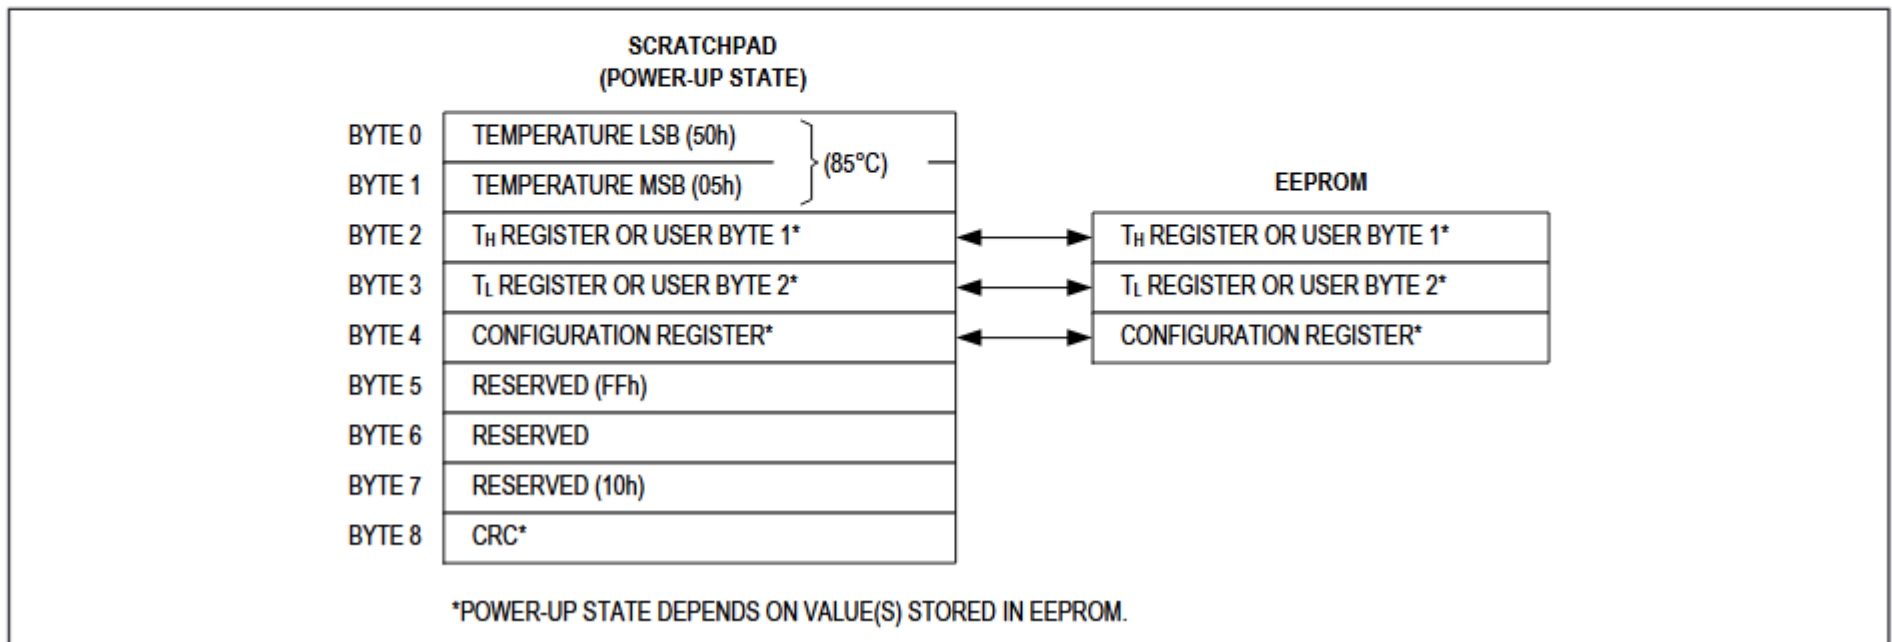 SCRATCHPAD
(POWER-UP STATE)
BYTE 0 TEMPERATURE LSB (50h)
(85°C)
BYTE 1 TEMPERATURE MSB (05h)
EEPROM
BYTE 2 TH REGISTER OR USER BYTE 1* TH REGISTER OR USER BYTE 1*
BYTE 3 TL REGISTER OR USER BYTE 2* TL REGISTER OR USER BYTE 2*
BYTE 4 CONFIGURATION REGISTER* CONFIGURATION REGISTER*
BYTE 5 RESERVED (FFh)
BYTE 6 RESERVED
BYTE 7 RESERVED (10h)
BYTE 8 CRC*
*POWER-UP STATE DEPENDS ON VALUE(S) STORED IN EEPROM.